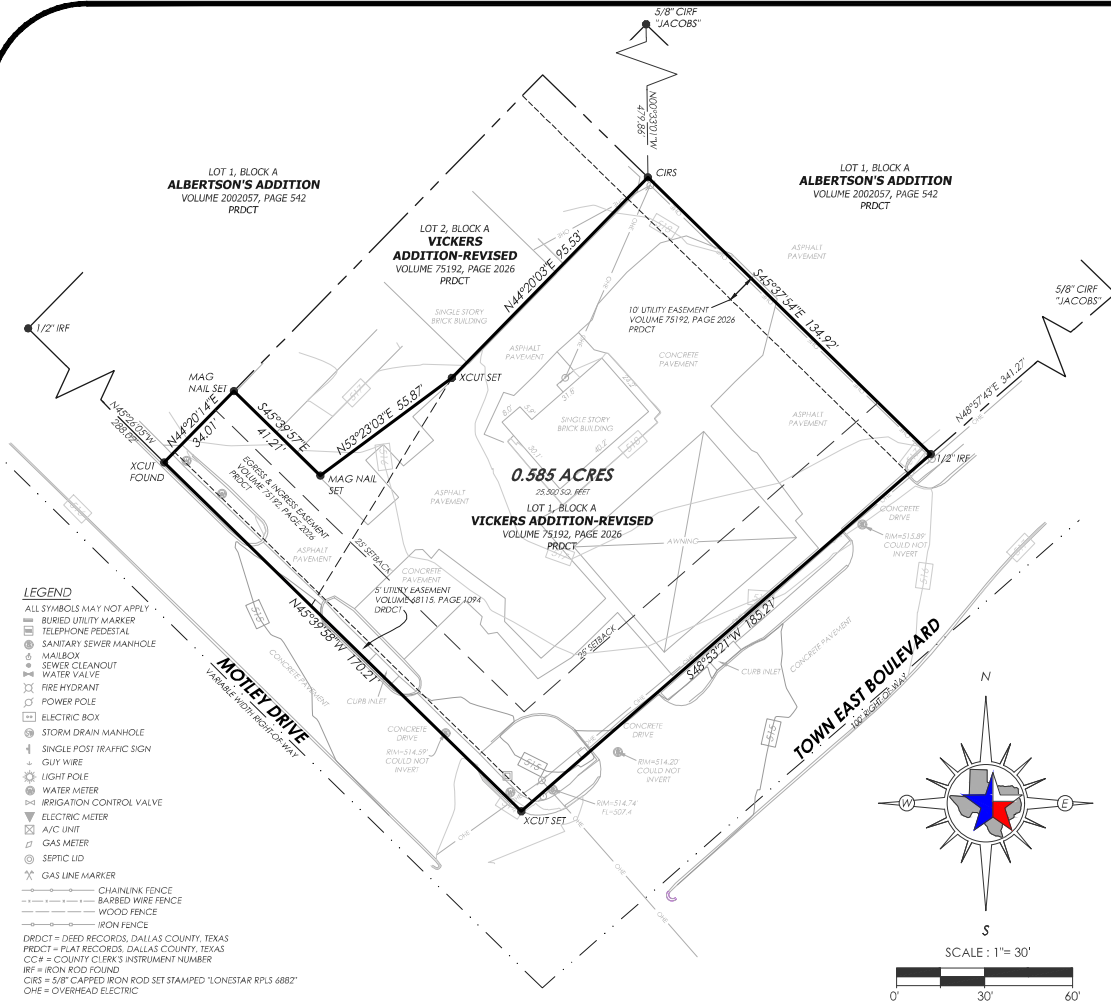 5/8" CIRF
"JACOBS"
N00°33'01"W
479.86'
LOT 1, BLOCK A
ALBERTSON'S ADDITION
VOLUME 2002057, PAGE 542
PRDCT
CIRS
LOT 1, BLOCK A
ALBERTSON'S ADDITION
VOLUME 2002057, PAGE 542
PRDCT
LOT 2, BLOCK A
VICKERS
ADDITION-REVISED
VOLUME 75192, PAGE 2026
PRDCT
OHE
OHE
OHE
OHE
N44°20'03"E 95.53'
ASPHALT
PAVEMENT
S45°37'54"E 134.92'
5/8" CIRF
"JACOBS"
10' UTILITY EASEMENT
VOLUME 75192, PAGE 2026
PRDCT
SINGLE STORY
BRICK BUILDING
1/2" IRF
ASPHALT
PAVEMENT
CONCRETE
PAVEMENT
MAG
NAIL SET
XCUT SET
N48°57'43"E 341.27'
OHE
N45°26'05"W
288.02'
N44°20'14"E
34.01'
S45°39'57"E
41.21'
N53°23'03"E 55.87'
SINGLE STORY
BRICK BUILDING
ASPHALT
PAVEMENT
XCUT
FOUND
1/2" IRF
MAG NAIL
SET
0.585 ACRES
25,500 SQ. FEET
LOT 1, BLOCK A
VICKERS ADDITION-REVISED
VOLUME 75192, PAGE 2026
PRDCT
EGRESS & INGRESS EASEMENT
VOLUME 75192, PAGE 2026
PRDCT
ASPHALT
PAVEMENT
CONCRETE
DRIVE
RIM=515.89'
COULD NOT
INVERT
AWNING
ASPHALT
PAVEMENT
25' SETBACK
CONCRETE
PAVEMENT
5' UTILITY EASEMENT
VOLUME 68115, PAGE 1094
DRDCT
516
515
515
515
N45°39'58"W 170.21'
25' SETBACK
S48°53'21"W 185.21'
CURB INLET
CONCRETE PAVEMENT
CONCRETE PAVEMENT
CURB INLET
MOTLEY DRIVE
VARIABLE WIDTH RIGHT-OF-WAY
TOWN EAST BOULEVARD
100' RIGHT-OF-WAY
CONCRETE
DRIVE
RIM=514.59'
COULD NOT
INVERT
CONCRETE
DRIVE
RIM=514.20'
COULD NOT
INVERT
RIM=514.74'
FL=507.4
XCUT SET
OHE
OHE
OHE
OHE
LEGEND
ALL SYMBOLS MAY NOT APPLY
BURIED UTILITY MARKER
TELEPHONE PEDESTAL
SANITARY SEWER MANHOLE
MAILBOX
SEWER CLEANOUT
WATER VALVE
FIRE HYDRANT
POWER POLE
ELECTRIC BOX
STORM DRAIN MANHOLE
SINGLE POST TRAFFIC SIGN
GUY WIRE
LIGHT POLE
WATER METER
IRRIGATION CONTROL VALVE
ELECTRIC METER
A/C UNIT
GAS METER
SEPTIC LID
GAS LINE MARKER
CHAINLINK FENCE
BARBED WIRE FENCE
WOOD FENCE
IRON FENCE
DRDCT = DEED RECORDS, DALLAS COUNTY, TEXAS
PRDCT = PLAT RECORDS, DALLAS COUNTY, TEXAS
CC# = COUNTY CLERK'S INSTRUMENT NUMBER
IRF = IRON ROD FOUND
CIRS = 5/8" CAPPED IRON ROD SET STAMPED "LONESTAR RPLS 6882"
OHE = OVERHEAD ELECTRIC
N
W
E
S
SCALE : 1"= 30'
0'
30'
60'